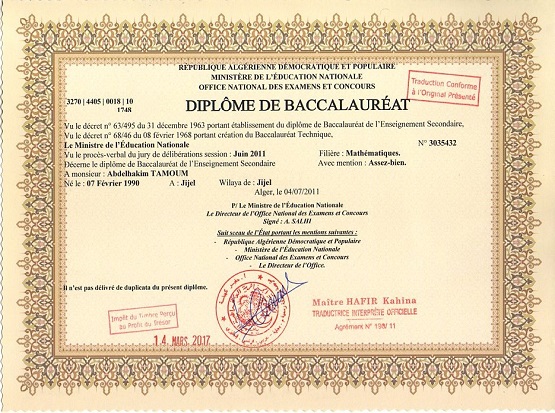 RÉPUBLIQUE ALGÉRIENNE DÉMOCRATIQUE ET POPULAIRE
MINISTÈRE DE L'ÉDUCATION NATIONALE
OFFICE NATIONAL DES EXAMENS ET CONCOURS
Traduction Conforme
à l'Original Présenté
3270 | 4405 | 0018 | 10
1748
DIPLÔME DE BACCALAURÉAT
Vu le décret n° 63/495 du 31 décembre 1963 portant établissement du diplôme de Baccalauréat de l'Enseignement Secondaire,
Vu le décret n° 68/46 du 08 février 1968 portant création du Baccalauréat Technique,
Le Ministre de l'Éducation Nationale N° 3035432
Vu le procès-verbal du jury de délibérations session : Juin 2011 Filière : Mathématiques.
Décerne le diplôme de Baccalauréat de l'Enseignement Secondaire Avec mention : Assez-bien.
A monsieur : Abdelhakim TAMOUM
Né le : 07 Février 1990 A : Jijel Wilaya de : Jijel
Alger, le 04/07/2011
P/ Le Ministre de l'Éducation Nationale
Le Directeur de l'Office National des Examens et Concours
Signé : A. SALHI
Suit sceau de l'État portant les mentions suivantes :
- République Algérienne Démocratique et Populaire
- Ministère de l'Éducation Nationale
- Office National des Examens et Concours
- Le Directeur de l'Office.
Il n'est pas délivré de duplicata du présent diplôme.
Impôt du Timbre Perçu
au Profit du Trésor
14 MARS. 2017
Maître HAFIR Kahina
TRADUCTRICE INTERPRÈTE OFFICIELLE
Agrément N° 198/11